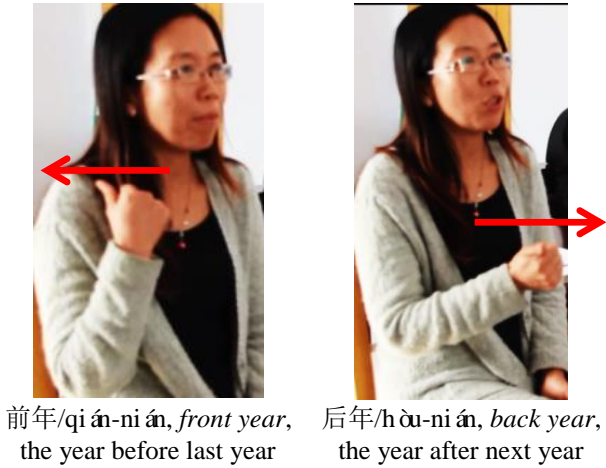 前年/qián-nián, front year,
the year before last year
后年/hòu-nián, back year,
the year after next year